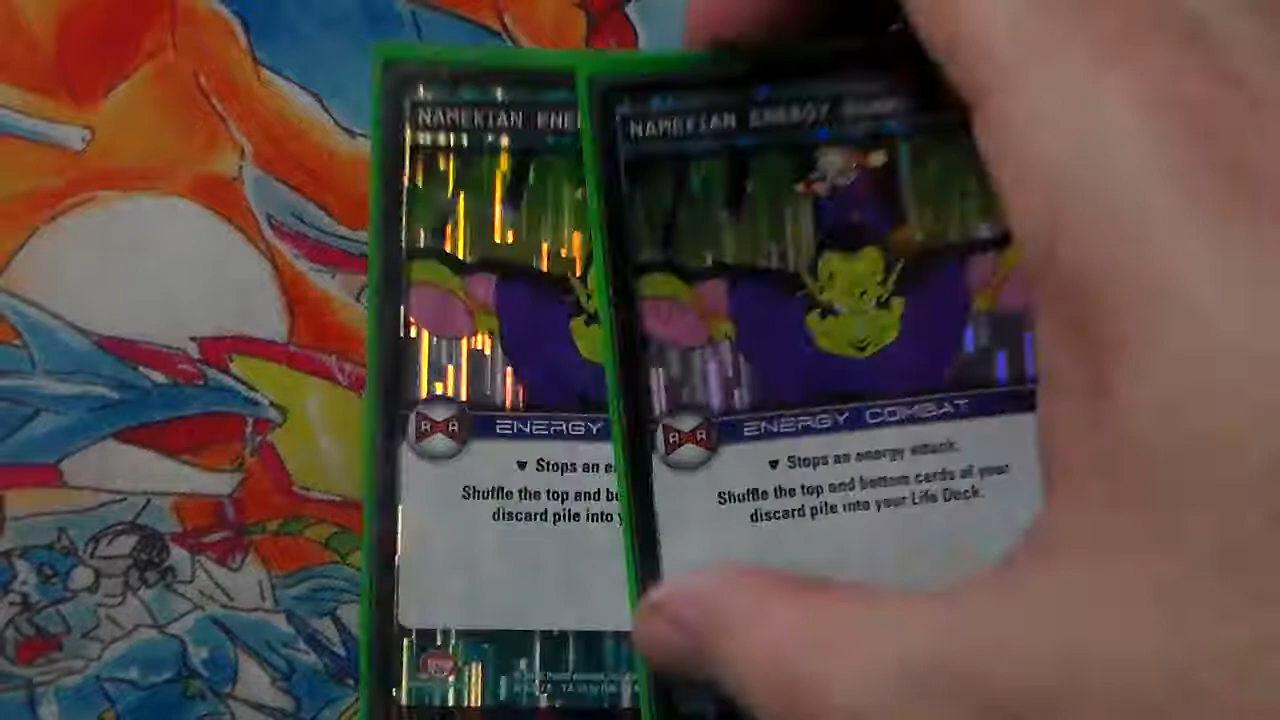 NAMEKIAN ENE
NAMEKIAN ENERGY
ENERGY
ENERGY COMBAT
▼ Stops an e
▼ Stops an energy attack.
Shuffle the top and bo
discard pile into y
Shuffle the top and bottom cards of your
discard pile into your Life Deck.